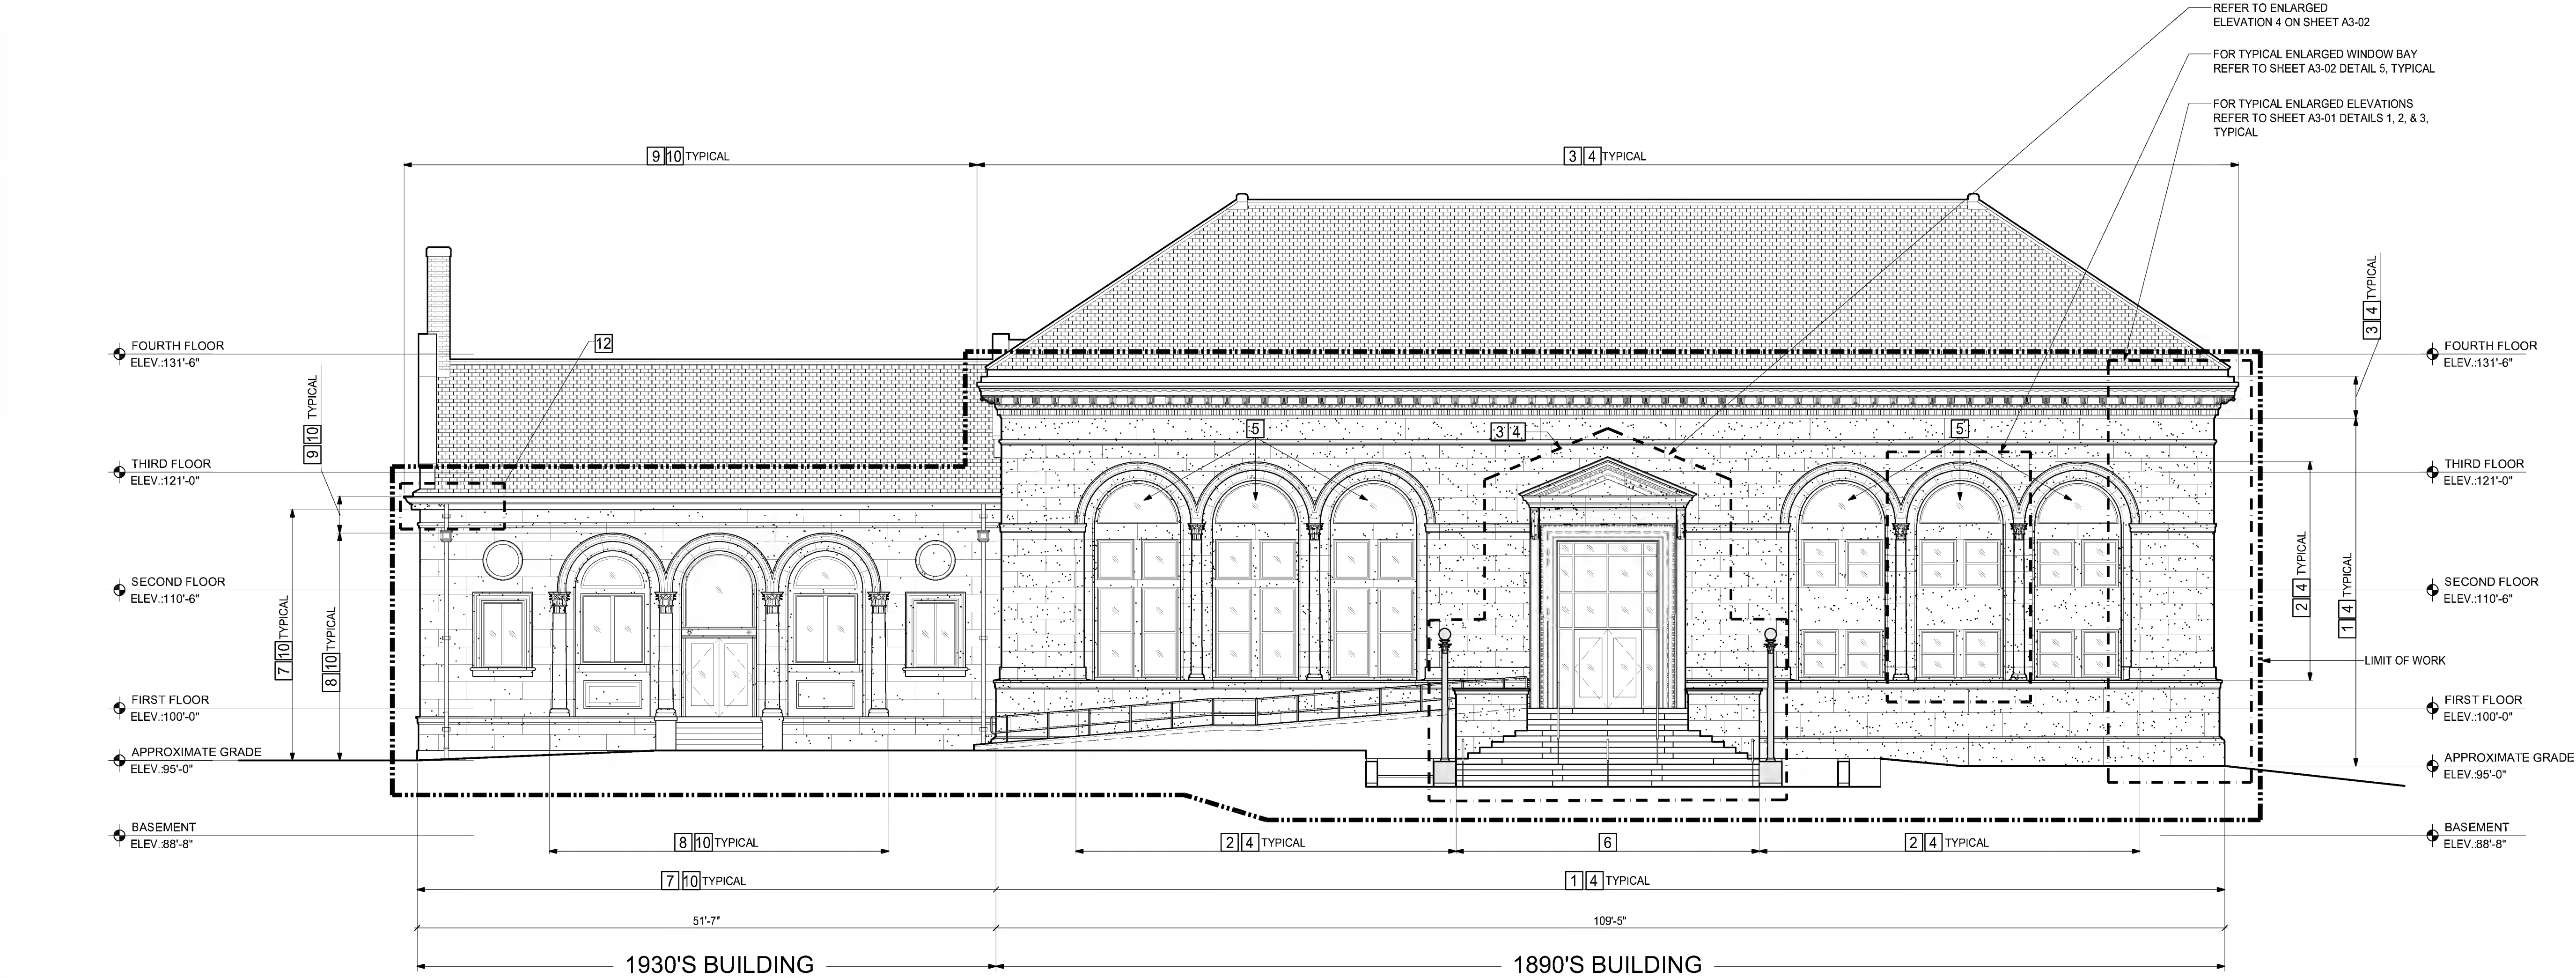 REFER TO ENLARGED
ELEVATION 4 ON SHEET A3-02
FOR TYPICAL ENLARGED WINDOW BAY
REFER TO SHEET A3-02 DETAIL 5, TYPICAL
FOR TYPICAL ENLARGED ELEVATIONS
REFER TO SHEET A3-01 DETAILS 1, 2, & 3,
TYPICAL
9 10 TYPICAL
3 4 TYPICAL
3 4 TYPICAL
12
FOURTH FLOOR
ELEV.:131'-6"
FOURTH FLOOR
ELEV.:131'-6"
9 10 TYPICAL
5
3 4
5
THIRD FLOOR
ELEV.:121'-0"
THIRD FLOOR
ELEV.:121'-0"
SECOND FLOOR
ELEV.:110'-6"
SECOND FLOOR
ELEV.:110'-6"
7 10 TYPICAL
8 10 TYPICAL
2 4 TYPICAL
1 4 TYPICAL
LIMIT OF WORK
FIRST FLOOR
ELEV.:100'-0"
FIRST FLOOR
ELEV.:100'-0"
APPROXIMATE GRADE
ELEV.:95'-0"
APPROXIMATE GRADE
ELEV.:95'-0"
BASEMENT
ELEV.:88'-8"
BASEMENT
ELEV.:88'-8"
8 10 TYPICAL
2 4 TYPICAL
6
2 4 TYPICAL
7 10 TYPICAL
1 4 TYPICAL
51'-7"
109'-5"
1930'S BUILDING
1890'S BUILDING